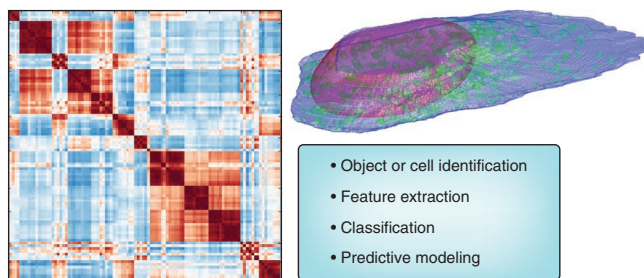 • Object or cell identification
• Feature extraction
• Classification
• Predictive modeling